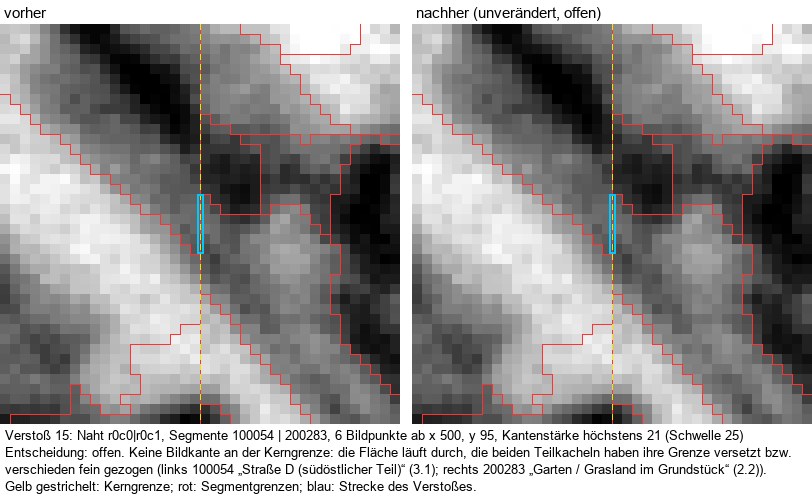 vorher
nachher (unverändert, offen)
Verstoß 15: Naht r0c0|r0c1, Segmente 100054 | 200283, 6 Bildpunkte ab x 500, y 95, Kantenstärke höchstens 21 (Schwelle 25)
Entscheidung: offen. Keine Bildkante an der Kerngrenze: die Fläche läuft durch, die beiden Teilkacheln haben ihre Grenze versetzt bzw.
verschieden fein gezogen (links 100054 „Straße D (südöstlicher Teil)“ (3.1); rechts 200283 „Garten / Grasland im Grundstück“ (2.2)).
Gelb gestrichelt: Kerngrenze; rot: Segmentgrenzen; blau: Strecke des Verstoßes.